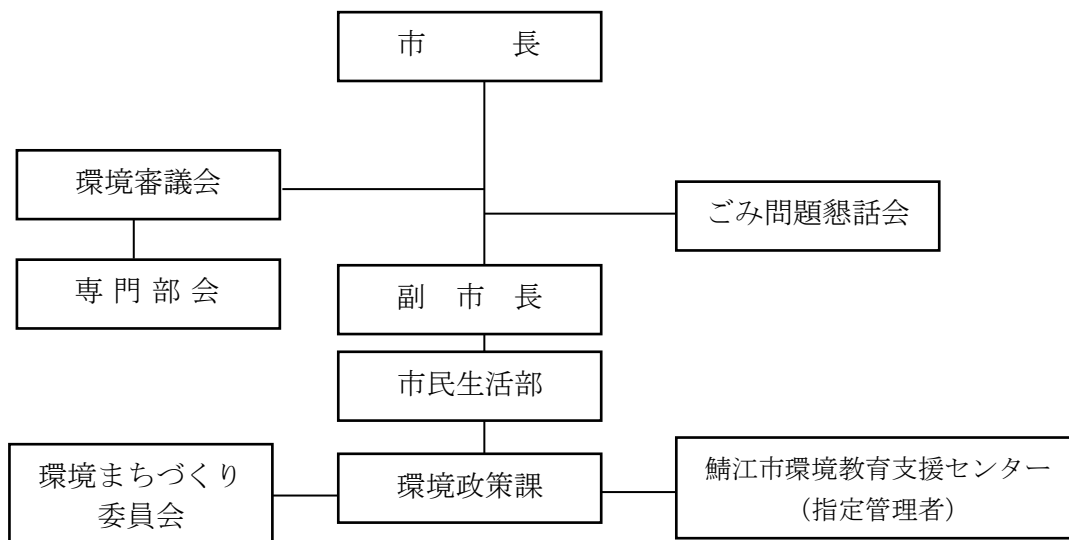 市　　　長
環境審議会
ごみ問題懇話会
専 門 部 会
副　市　長
市民生活部
環境まちづくり
委員会
環境政策課
鯖江市環境教育支援センター
（指定管理者）